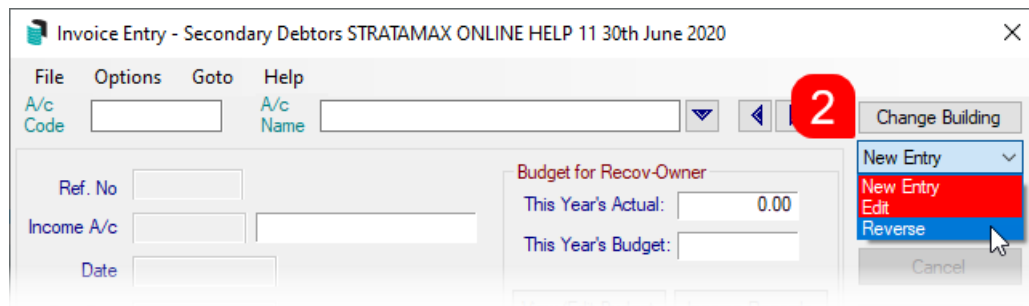 Invoice Entry - Secondary Debtors STRATAMAX ONLINE HELP 11 30th June 2020
File Options Goto Help
A/c Code
A/c Name
2
Change Building
New Entry
New Entry
Edit
Reverse
Cancel
Ref. No
Income A/c
Date
Budget for Recov-Owner
This Year's Actual: 0.00
This Year's Budget: